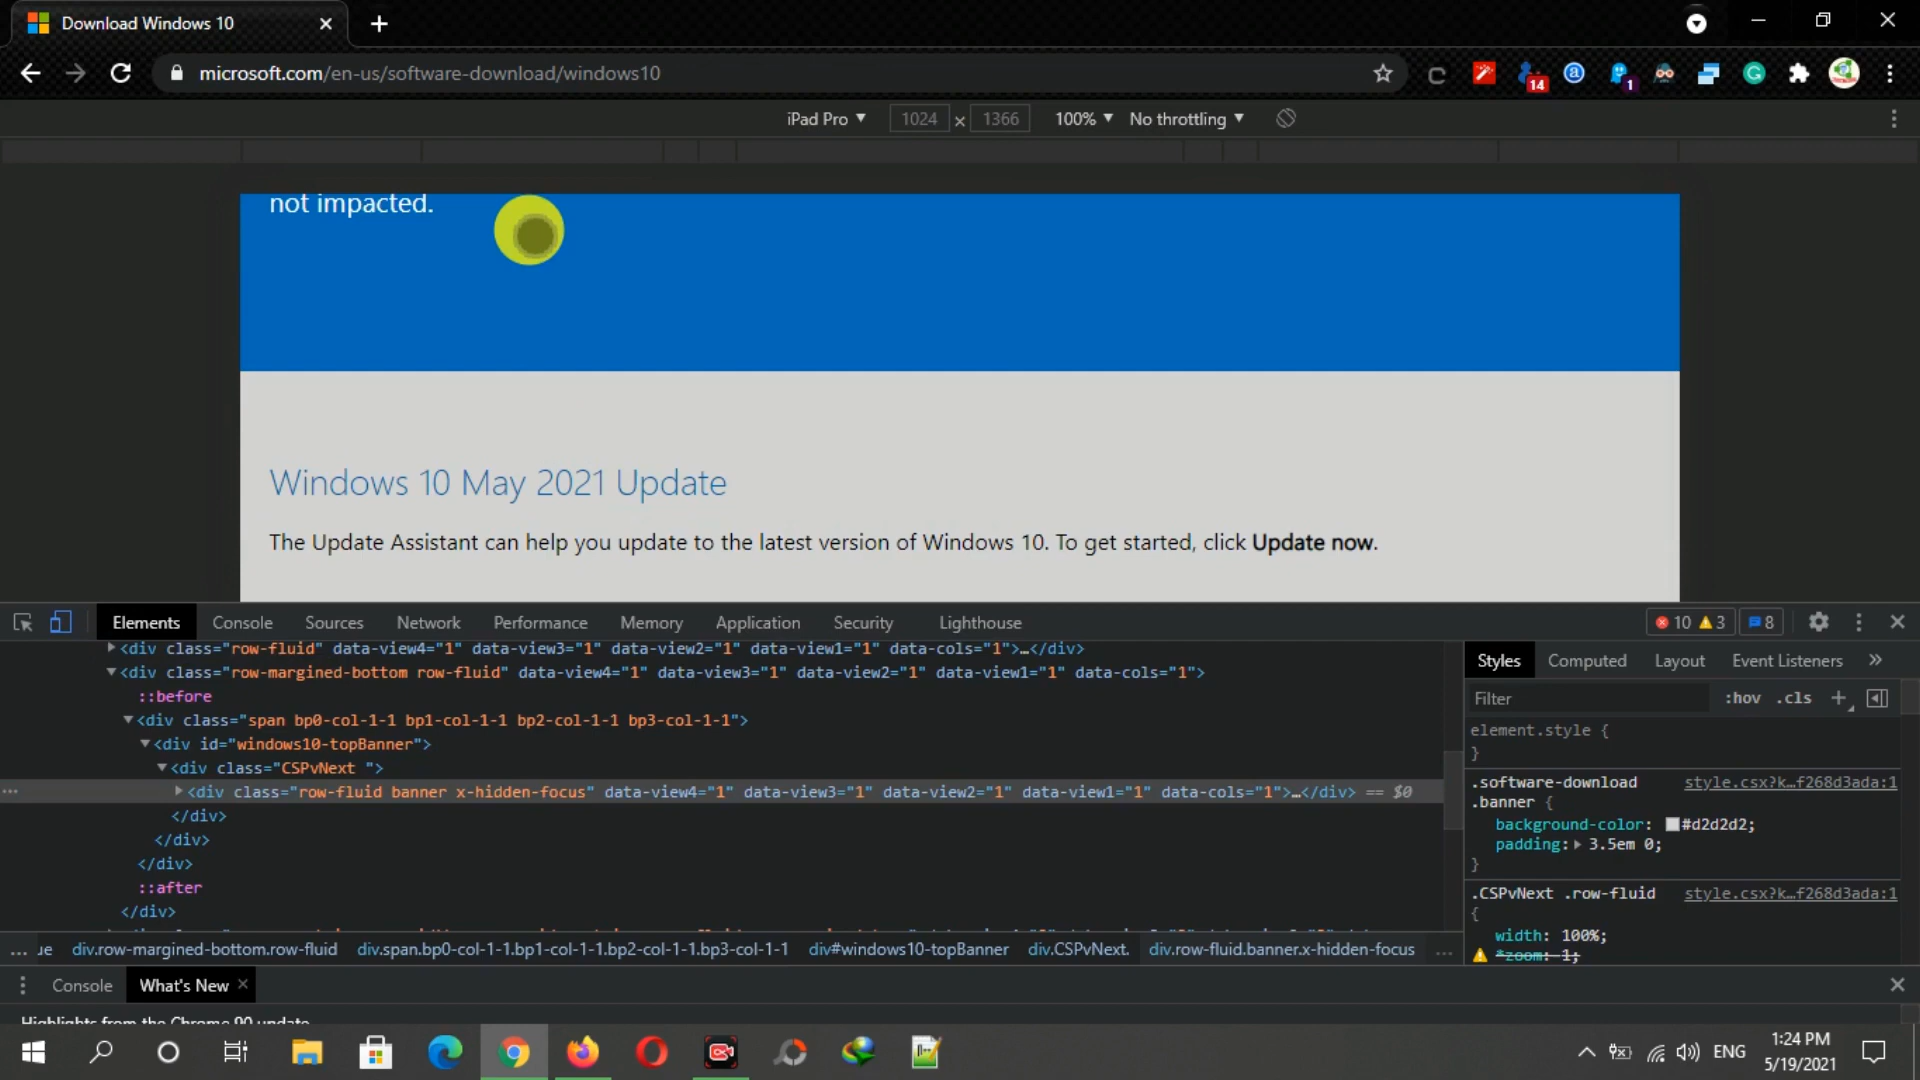 Download Windows 10
microsoft.com/en-us/software-download/windows10
14
1
iPad Pro ▼ 1024 × 1366 100% ▼ No throttling ▼
not impacted.
Windows 10 May 2021 Update
The Update Assistant can help you update to the latest version of Windows 10. To get started, click Update now.
Elements Console Sources Network Performance Memory Application Security Lighthouse 10 3 8
<div class="row-fluid" data-view4="1" data-view3="1" data-view2="1" data-view1="1" data-cols="1">…</div>
<div class="row-margined-bottom row-fluid" data-view4="1" data-view3="1" data-view2="1" data-view1="1" data-cols="1">
::before
<div class="span bp0-col-1-1 bp1-col-1-1 bp2-col-1-1 bp3-col-1-1">
<div id="windows10-topBanner">
<div class="CSPvNext ">
<div class="row-fluid banner x-hidden-focus" data-view4="1" data-view3="1" data-view2="1" data-view1="1" data-cols="1">…</div> == $0
</div>
</div>
</div>
::after
</div>
... ue div.row-margined-bottom.row-fluid div.span.bp0-col-1-1.bp1-col-1-1.bp2-col-1-1.bp3-col-1-1 div#windows10-topBanner div.CSPvNext. div.row-fluid.banner.x-hidden-focus ...
Styles Computed Layout Event Listeners »
Filter :hov .cls +
element.style {
}
.software-download style.csx?k…f268d3ada:1
.banner {
background-color: #d2d2d2;
padding: 3.5em 0;
}
.CSPvNext .row-fluid style.csx?k…f268d3ada:1
{
width: 100%;
*zoom: 1;
Console What's New
Highlights from the Chrome 90 update
ENG
1:24 PM
5/19/2021